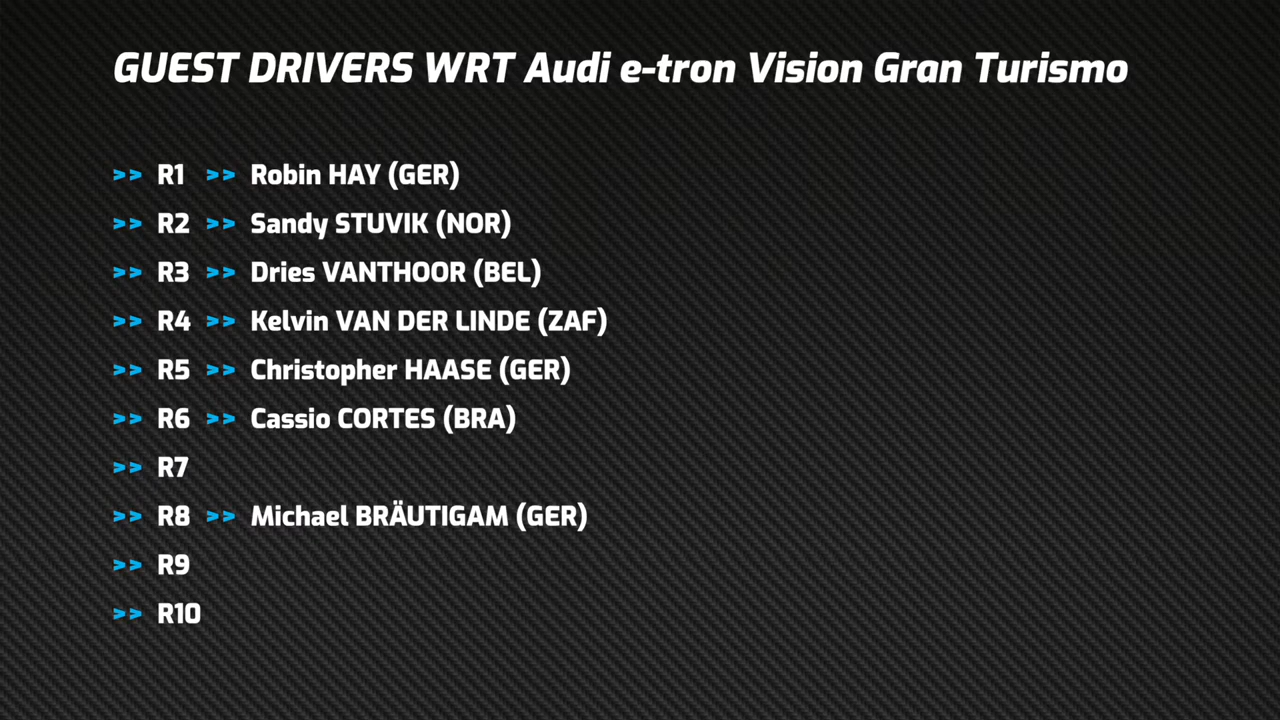 GUEST DRIVERS WRT Audi e-tron Vision Gran Turismo
>> R1 >> Robin HAY (GER)
>> R2 >> Sandy STUVIK (NOR)
>> R3 >> Dries VANTHOOR (BEL)
>> R4 >> Kelvin VAN DER LINDE (ZAF)
>> R5 >> Christopher HAASE (GER)
>> R6 >> Cassio CORTES (BRA)
>> R7
>> R8 >> Michael BRÄUTIGAM (GER)
>> R9
>> R10